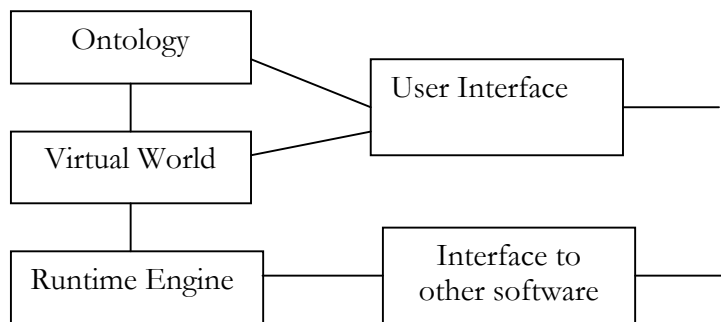 Ontology
User Interface
Virtual World
Runtime Engine
Interface to
other software